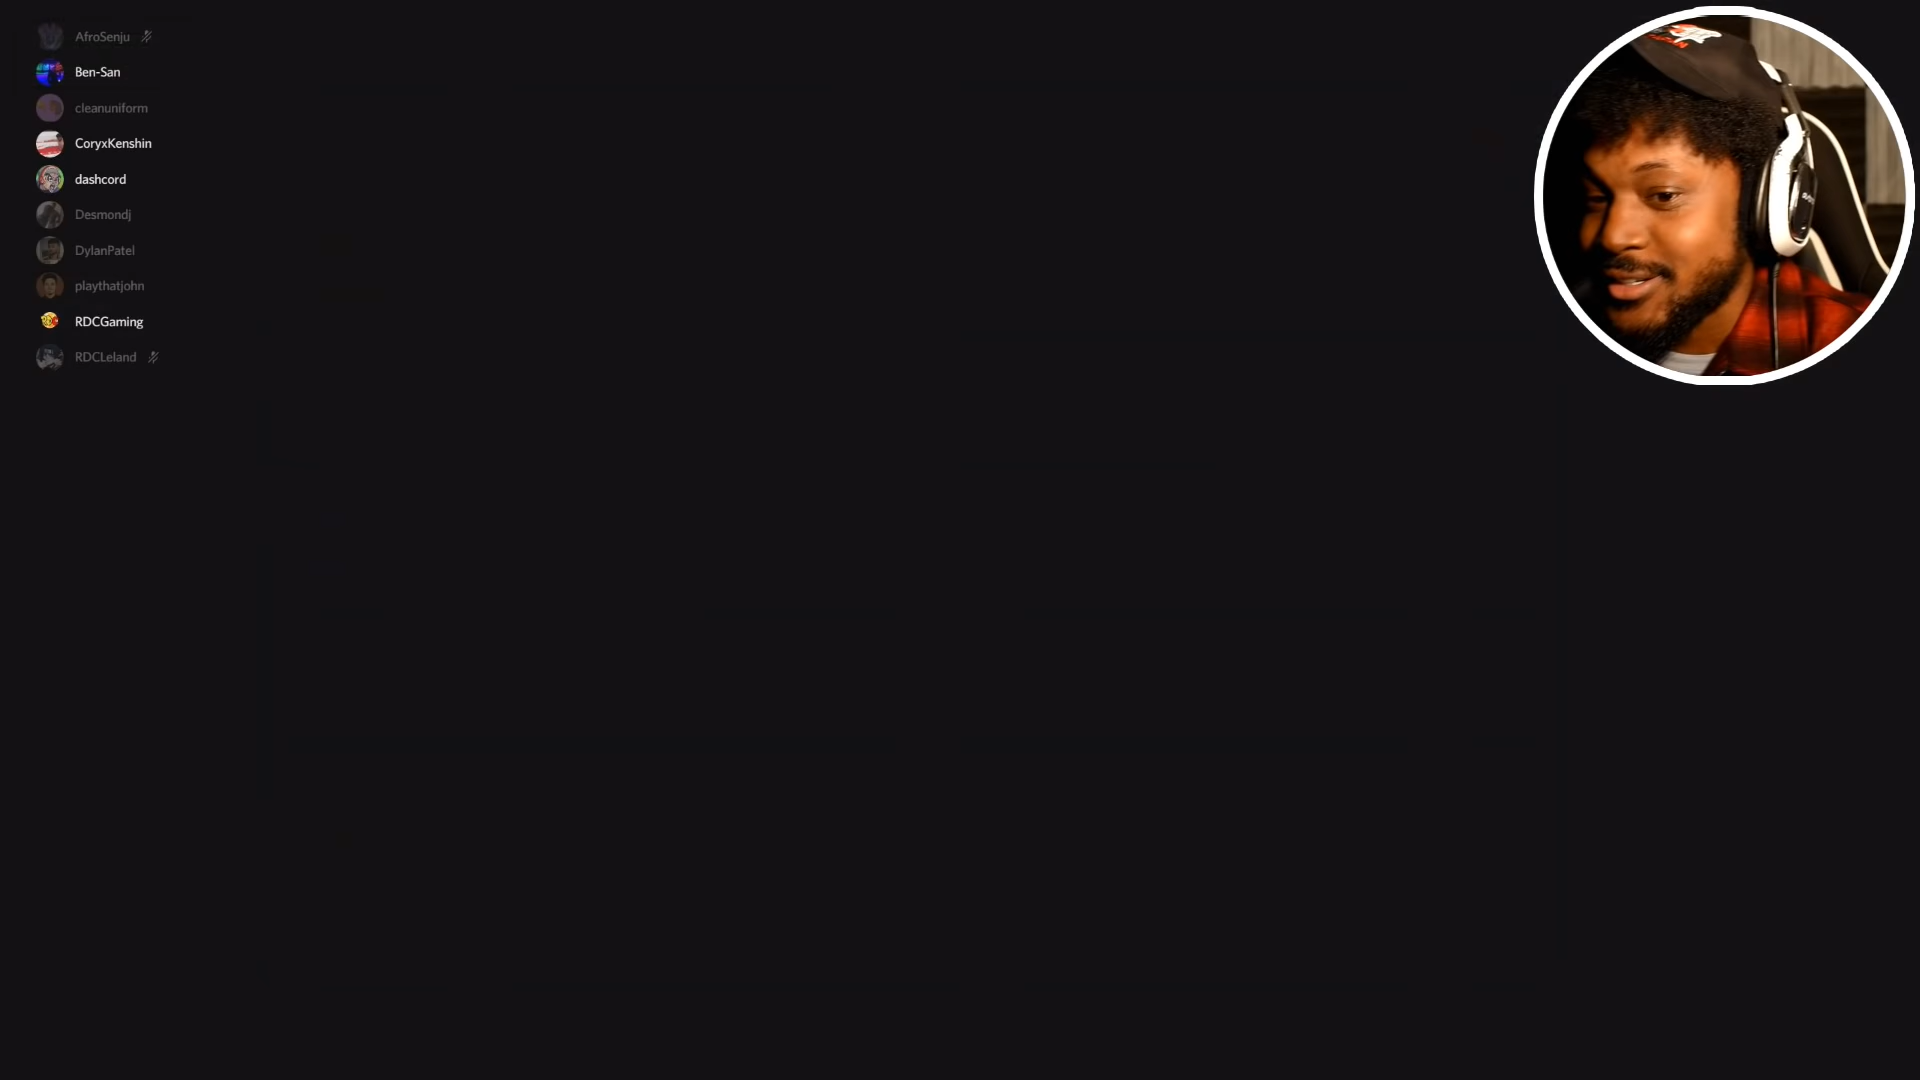 AfroSenju
Ben-San
cleanuniform
CoryxKenshin
dashcord
Desmondj
DylanPatel
playthatjohn
RDCGaming
RDCLeland